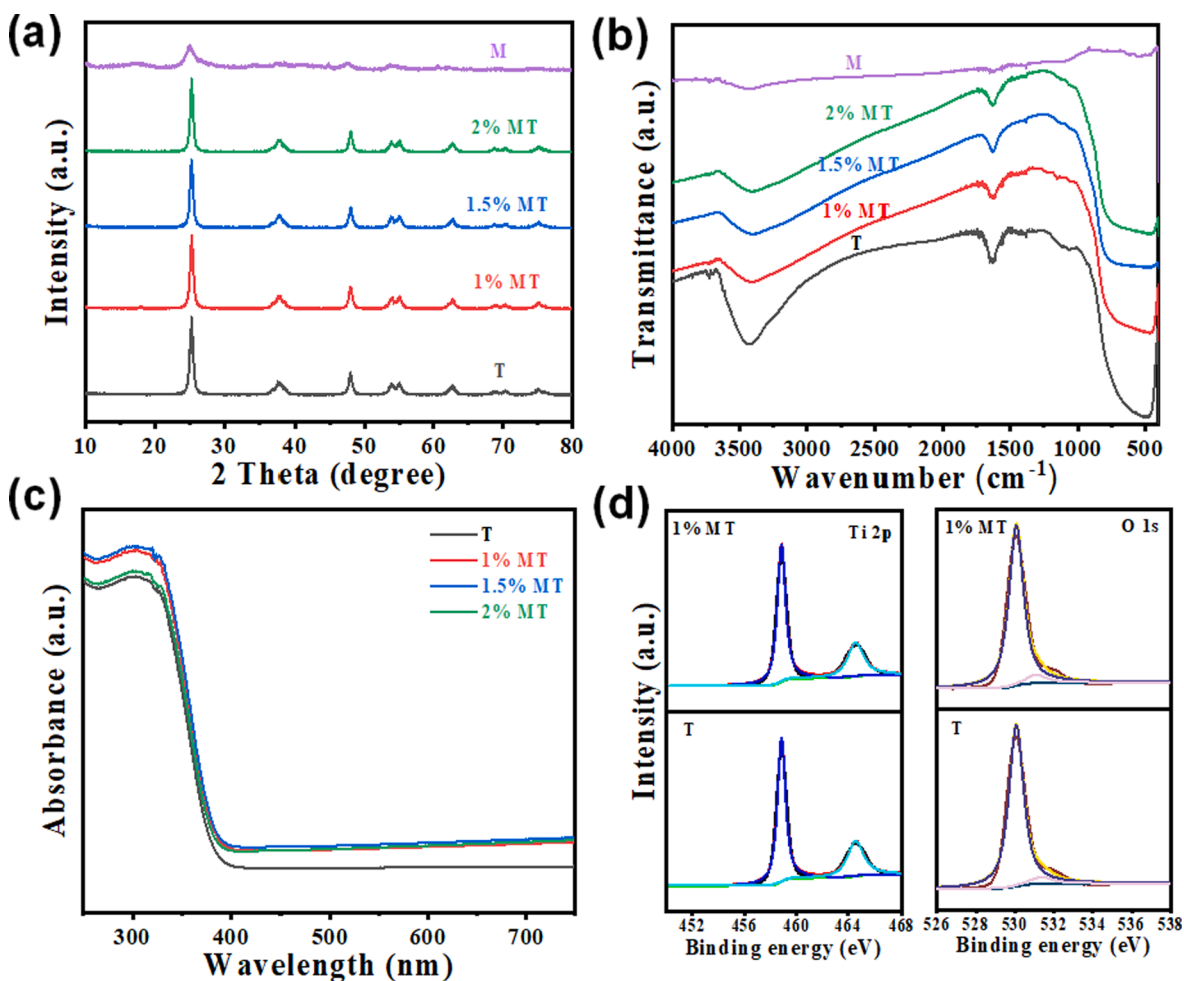 (a)
M
2% MT
1.5% MT
1% MT
T
Intensity (a.u.)
10 20 30 40 50 60 70 80
2 Theta (degree)
(b)
M
2% MT
1.5% MT
1% MT
T
Transmittance (a.u.)
4000 3500 3000 2500 2000 1500 1000 500
Wavenumber (cm⁻¹)
(c)
T
1% MT
1.5% MT
2% MT
Absorbance (a.u.)
300 400 500 600 700
Wavelength (nm)
(d)
1% MT Ti 2p
T
Intensity (a.u.)
452 456 460 464 468
Binding energy (eV)
1% MT O 1s
T
526 528 530 532 534 536 538
Binding energy (eV)